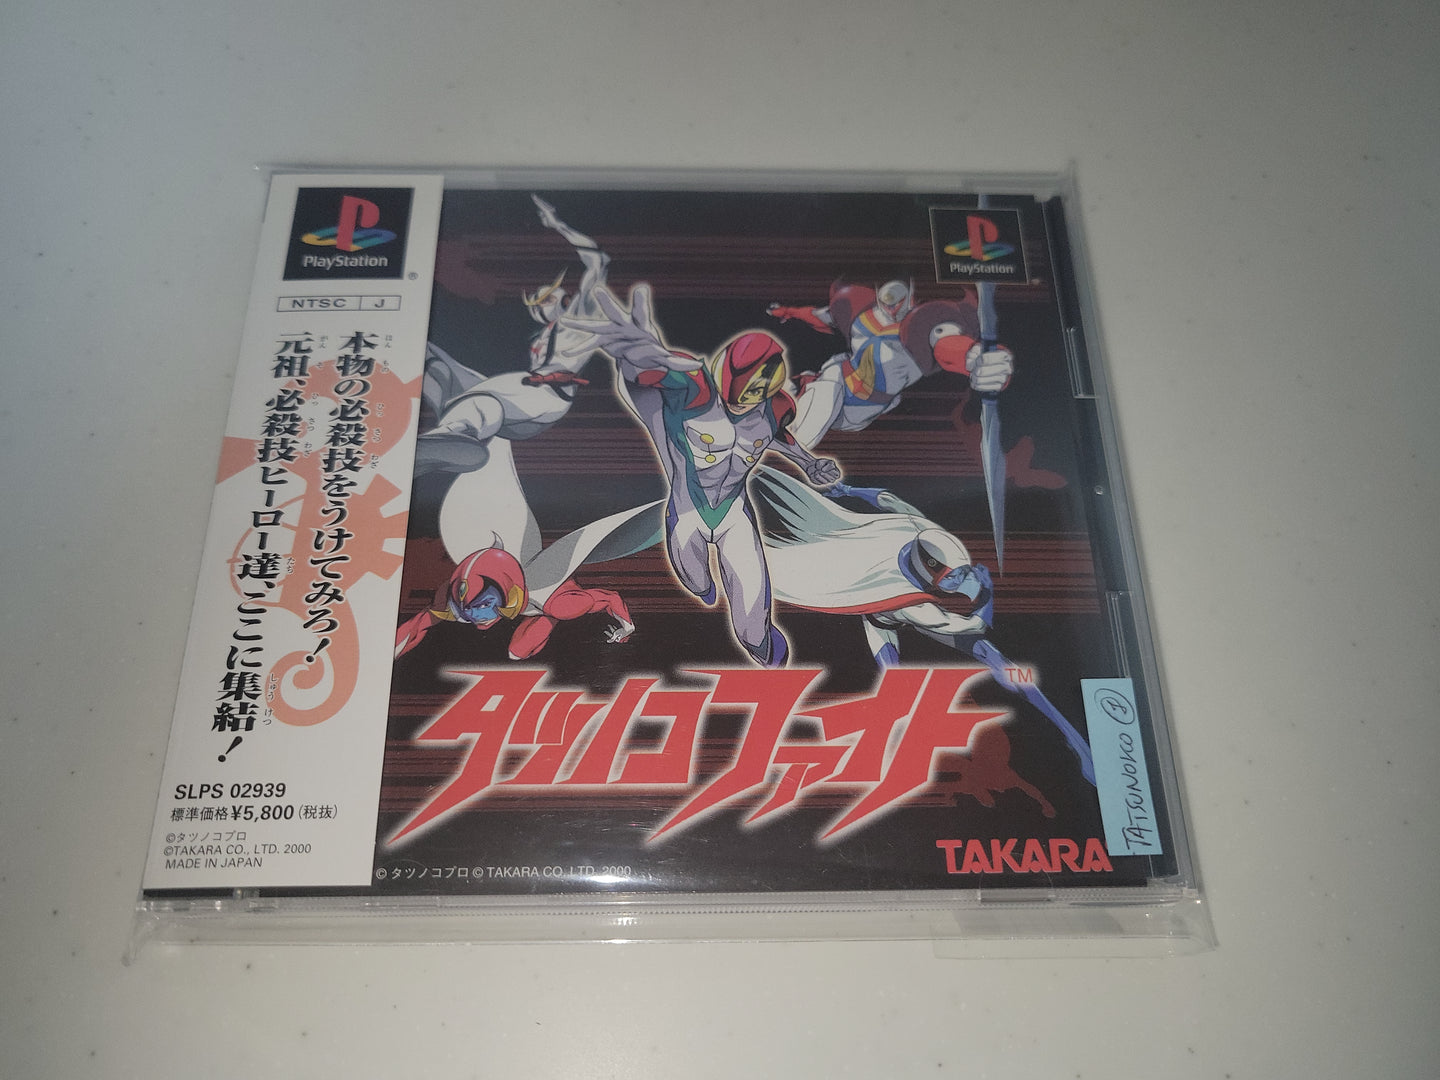 PlayStation
®
NTSC J
本物の必殺技をうけてみろ!
元祖、必殺技ヒーロー達、ここに集結!
SLPS 02939
標準価格¥5,800(税抜)
©タツノコプロ
©TAKARA CO., LTD. 2000
MADE IN JAPAN
PlayStation
タツノコファイト™
TAKARA
© タツノコプロ © TAKARA CO. LTD. 2000
TATSUNOKO